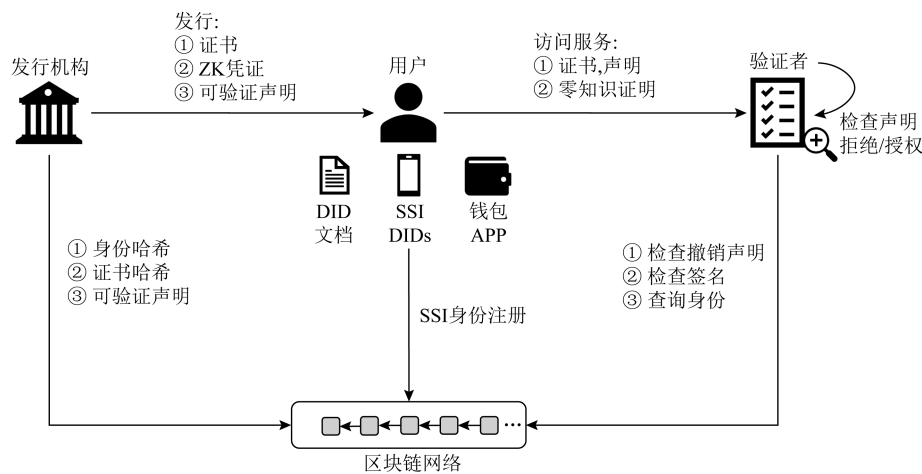 发行:
① 证书
② ZK凭证
③ 可验证声明
访问服务:
① 证书,声明
② 零知识证明
发行机构
用户
验证者
检查声明
拒绝/授权
DID
文档
SSI
DIDs
钱包
APP
① 身份哈希
② 证书哈希
③ 可验证声明
① 检查撤销声明
② 检查签名
③ 查询身份
SSI身份注册
···
区块链网络